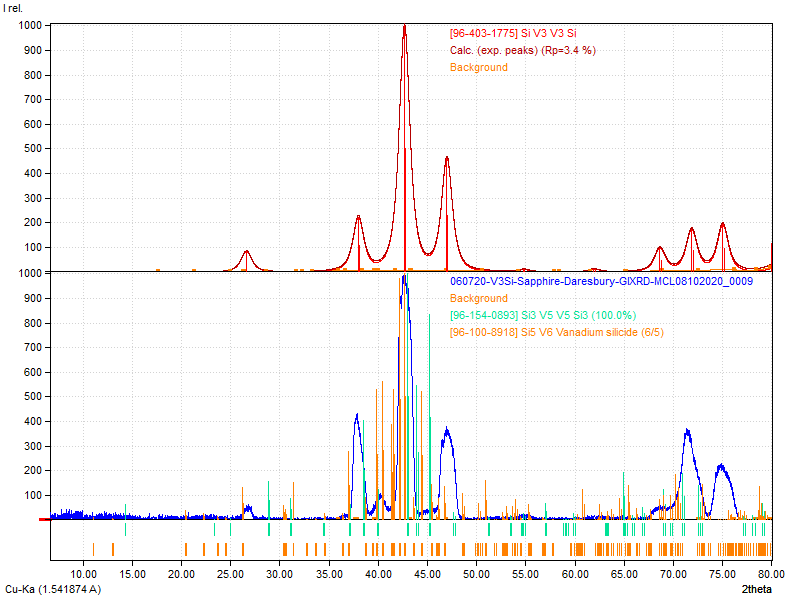 I rel.
1000
900
800
700
600
500
400
300
200
100
[96-403-1775] Si V3 V3 Si
Calc. (exp. peaks) (Rp=3.4 %)
Background
1000
900
800
700
600
500
400
300
200
100
060720-V3Si-Sapphire-Daresbury-GIXRD-MCL08102020_0009
Background
[96-154-0893] Si3 V5 V5 Si3 (100.0%)
[96-100-8918] Si5 V6 Vanadium silicide (6/5)
10.00 15.00 20.00 25.00 30.00 35.00 40.00 45.00 50.00 55.00 60.00 65.00 70.00 75.00 80.00
Cu-Ka (1.541874 A) 2theta